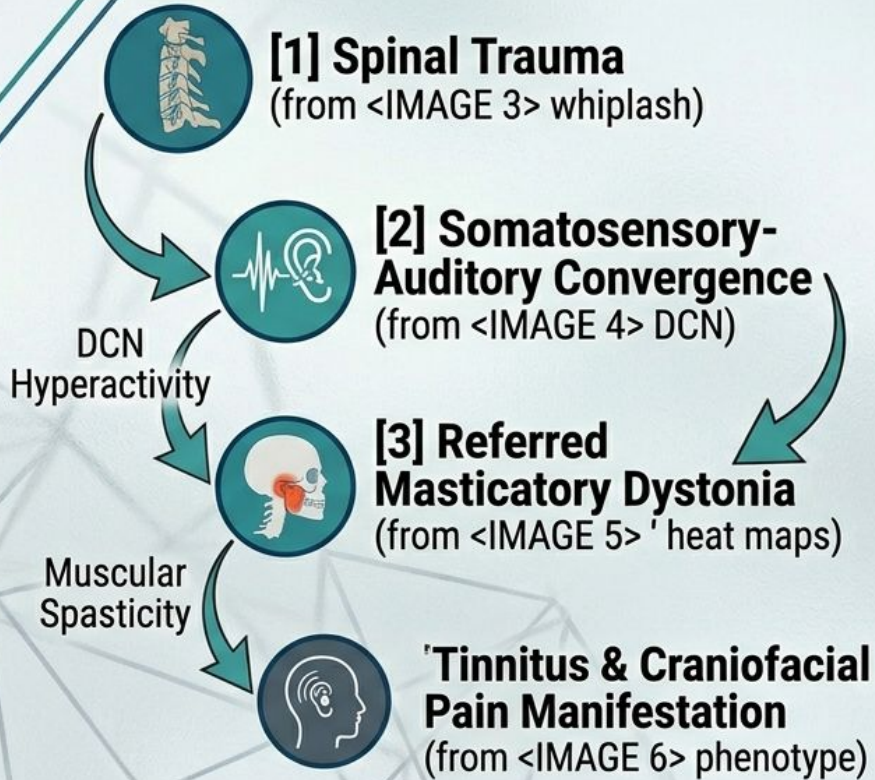 [1] Spinal Trauma
(from <IMAGE 3> whiplash)
[2] Somatosensory-
Auditory Convergence
(from <IMAGE 4> DCN)
DCN
Hyperactivity
[3] Referred
Masticatory Dystonia
(from <IMAGE 5> ' heat maps)
Muscular
Spasticity
'Tinnitus & Craniofacial
Pain Manifestation
(from <IMAGE 6> phenotype)